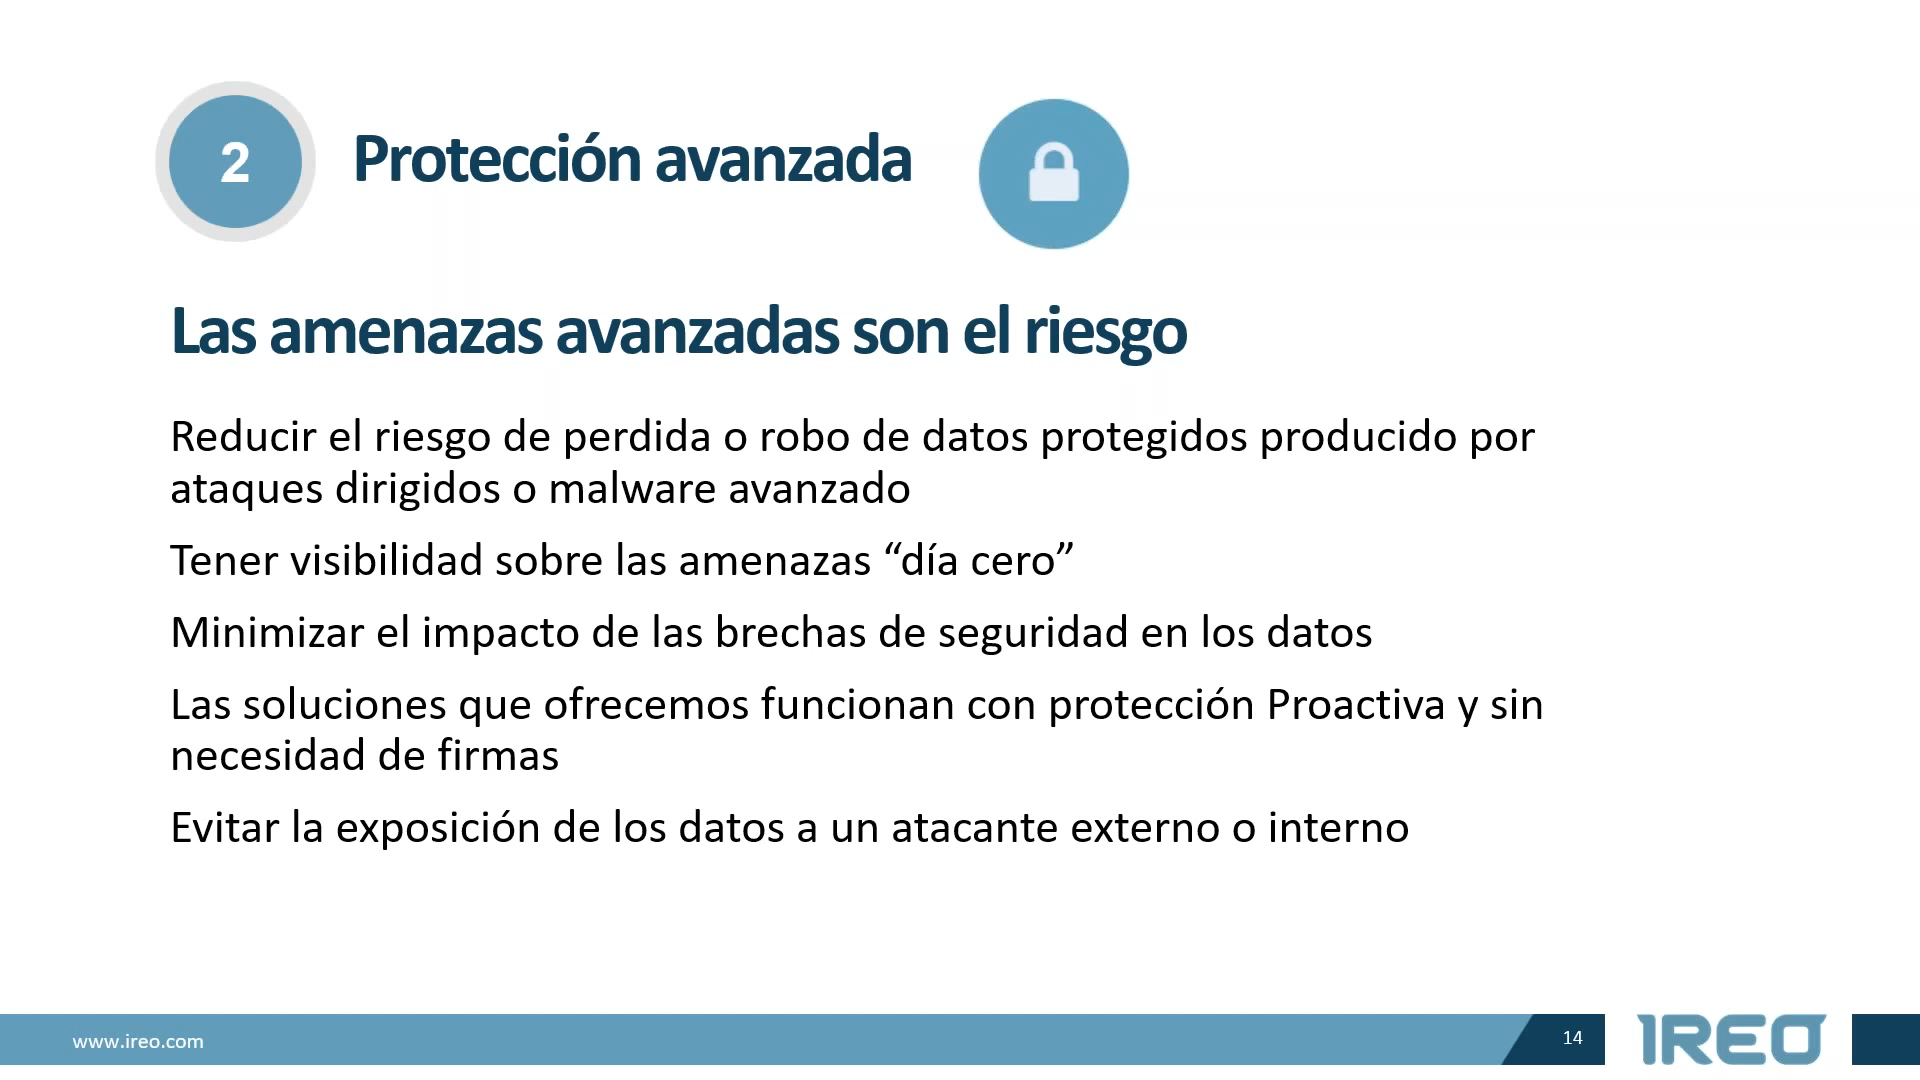 2
Protección avanzada
Las amenazas avanzadas son el riesgo
Reducir el riesgo de perdida o robo de datos protegidos producido por
ataques dirigidos o malware avanzado
Tener visibilidad sobre las amenazas “día cero”
Minimizar el impacto de las brechas de seguridad en los datos
Las soluciones que ofrecemos funcionan con protección Proactiva y sin
necesidad de firmas
Evitar la exposición de los datos a un atacante externo o interno
www.ireo.com
14
IREO